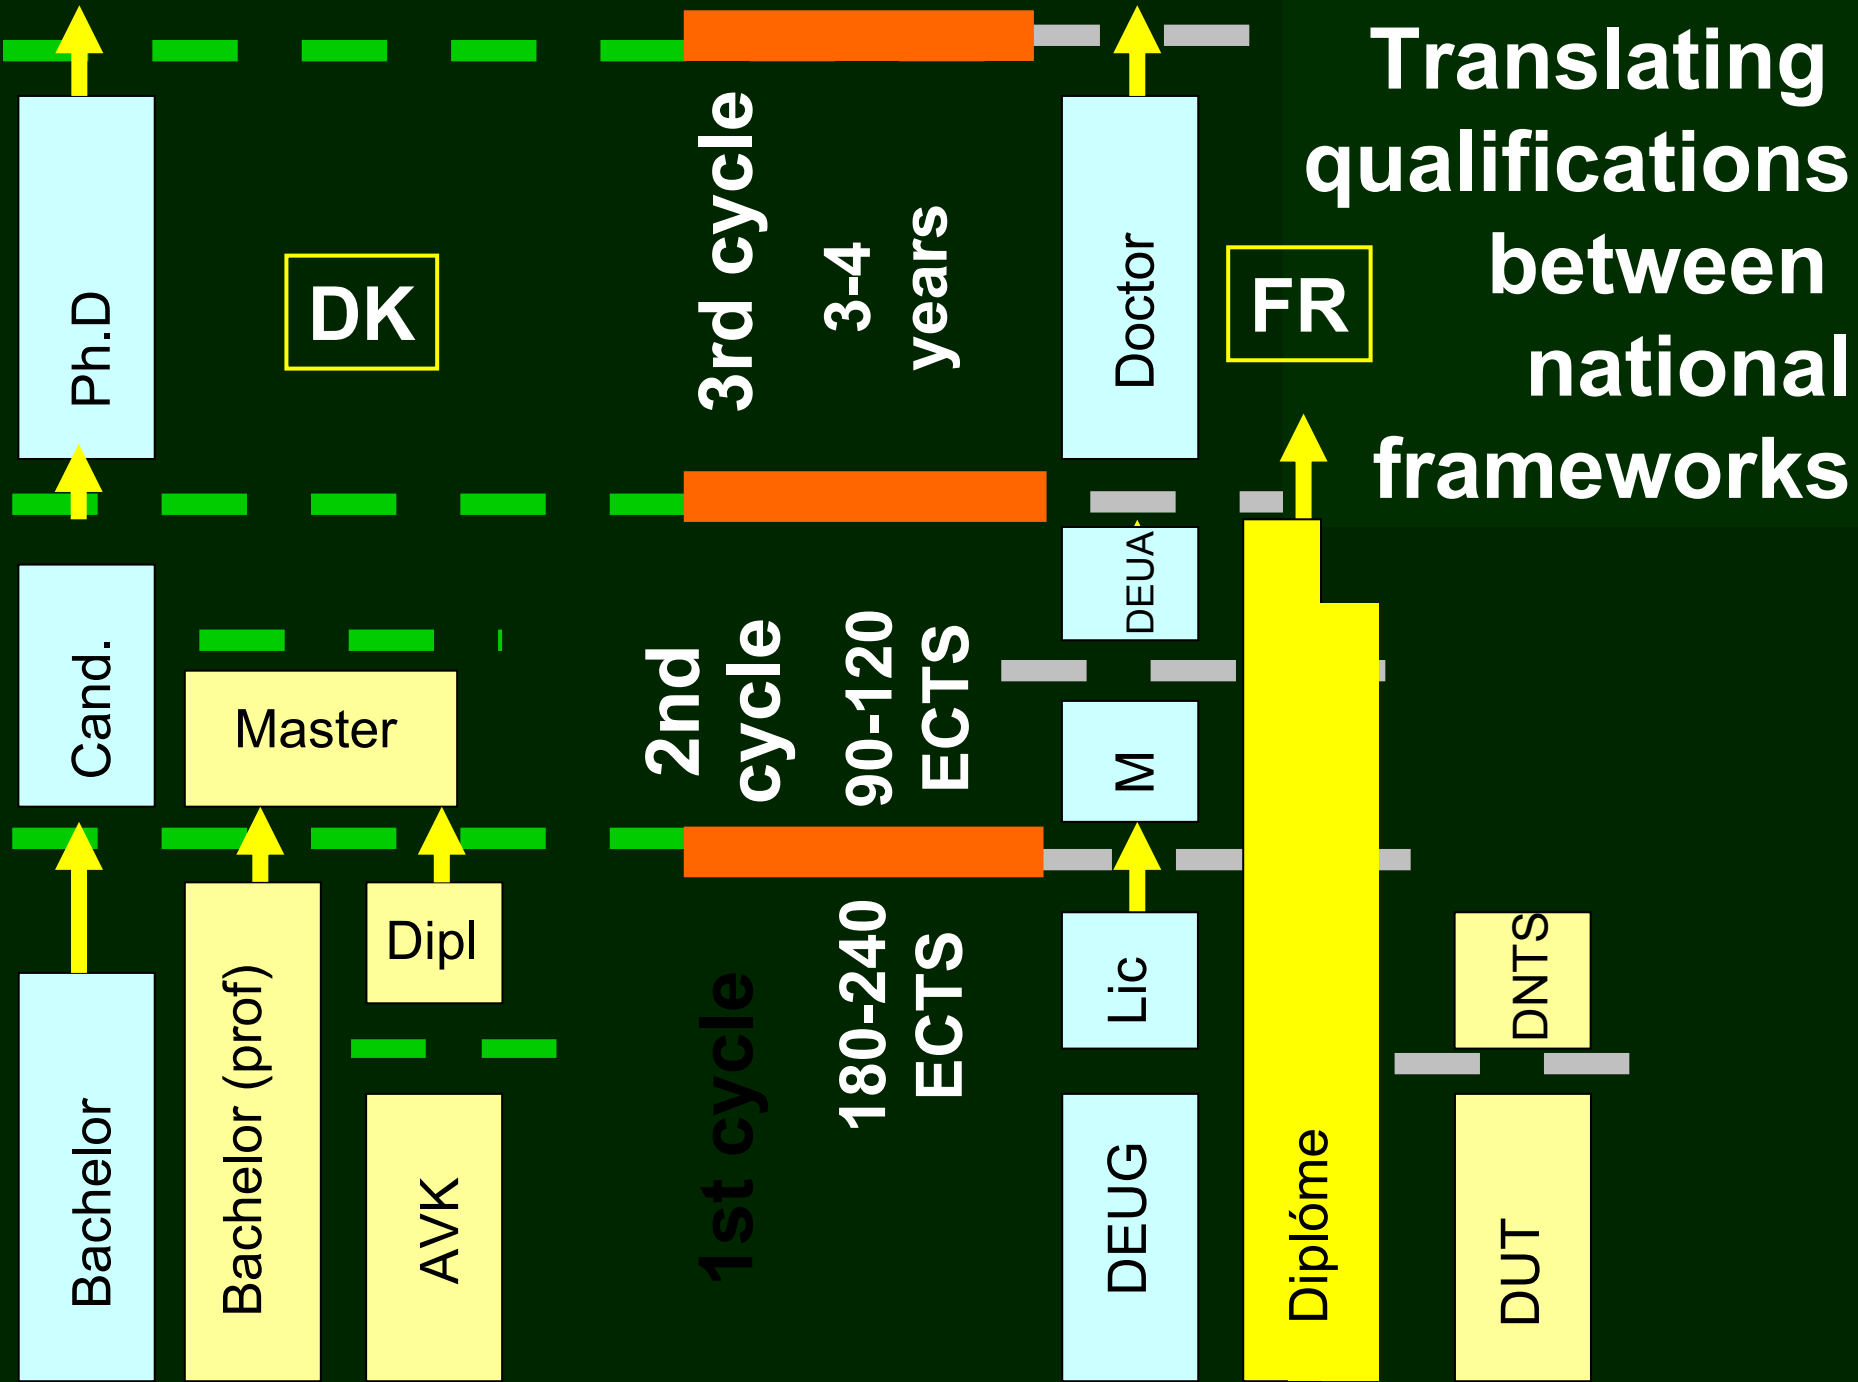 Translating
qualifications
between
national
frameworks
DK
FR
Ph.D
3rd cycle
3-4
years
Doctor
Cand.
Master
2nd
cycle
90-120
ECTS
DEUA
M
Bachelor
Bachelor (prof)
Dipl
AVK
1st cycle
180-240
ECTS
Lic
DEUG
Diplóme
DNTS
DUT